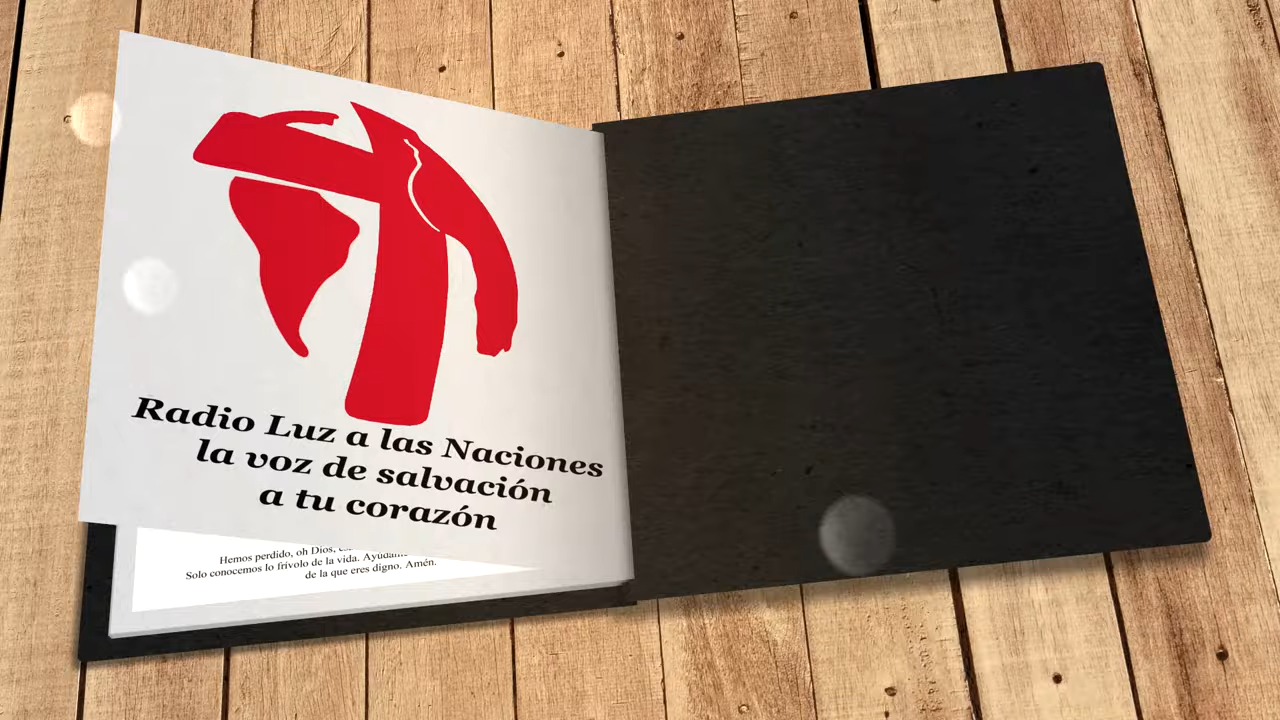 Radio Luz a las Naciones
la voz de salvación
a tu corazón
Hemos perdido, oh Dios,
Solo conocemos lo frívolo de la vida.
de la que eres digno. Amén.